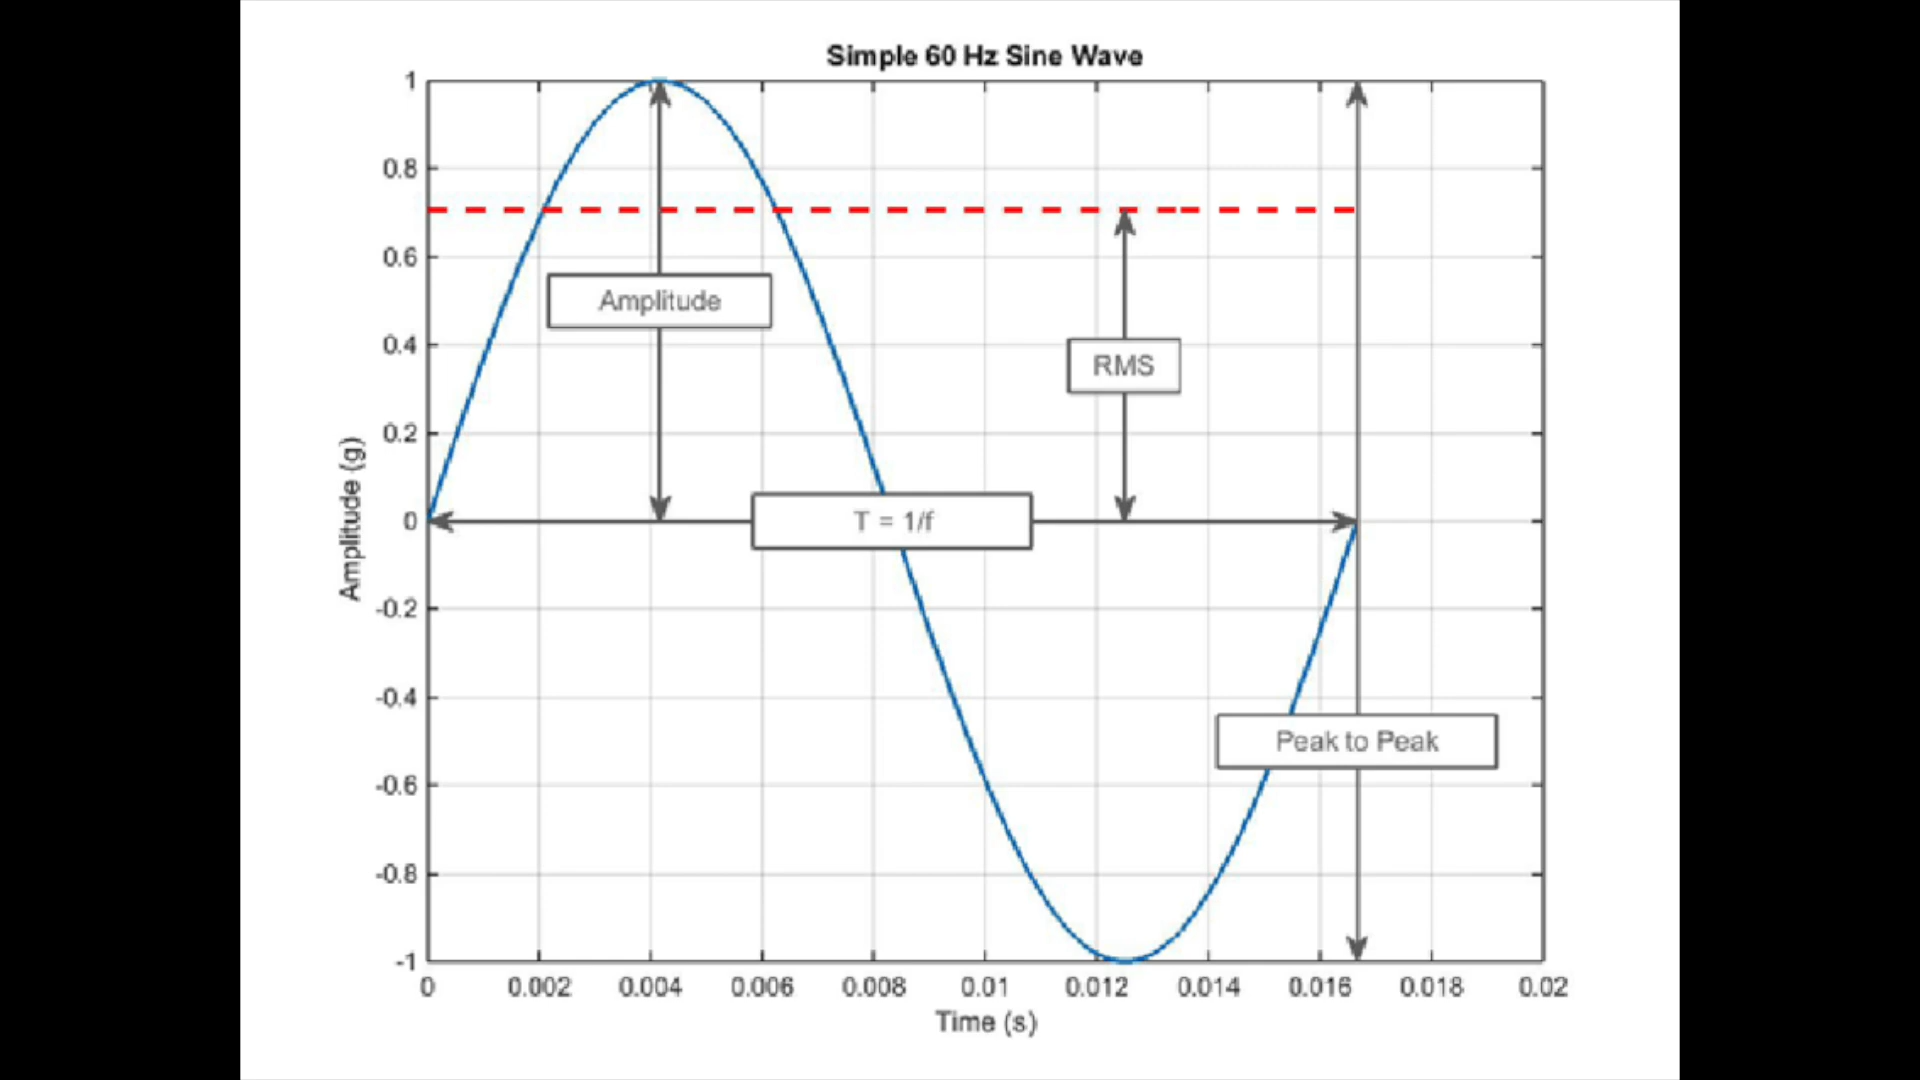 Simple 60 Hz Sine Wave
1
0.8
0.6
0.4
0.2
0
-0.2
-0.4
-0.6
-0.8
-1
Amplitude (g)
Amplitude
RMS
T = 1/f
Peak to Peak
0 0.002 0.004 0.006 0.008 0.01 0.012 0.014 0.016 0.018 0.02
Time (s)